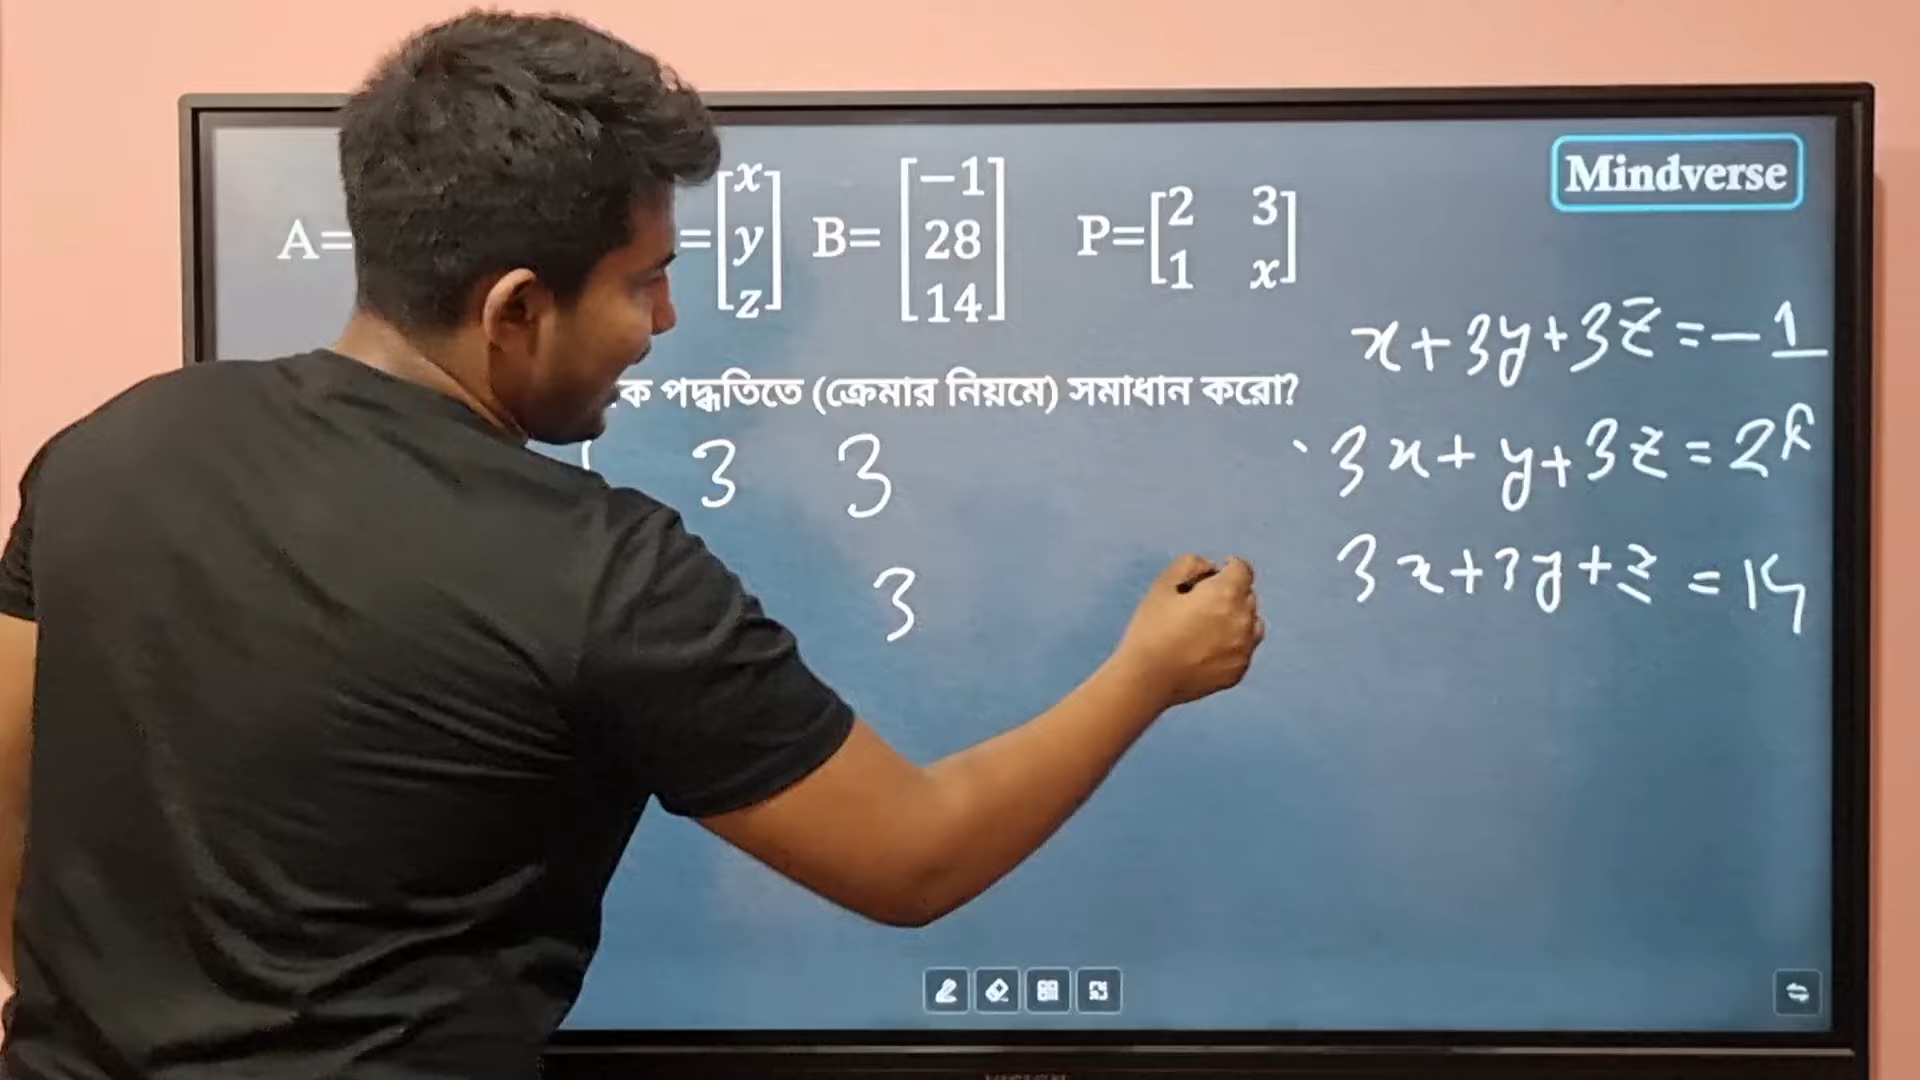 Mindverse
A= =[x y z] B= [−1 28 14] P=[2 3 1 x]
x+3y+3z=-1
পদ্ধতিতে (ক্রেমার নিয়মে) সমাধান করো?
3 3
3x+y+3z=28
3
3x+3y+z=14